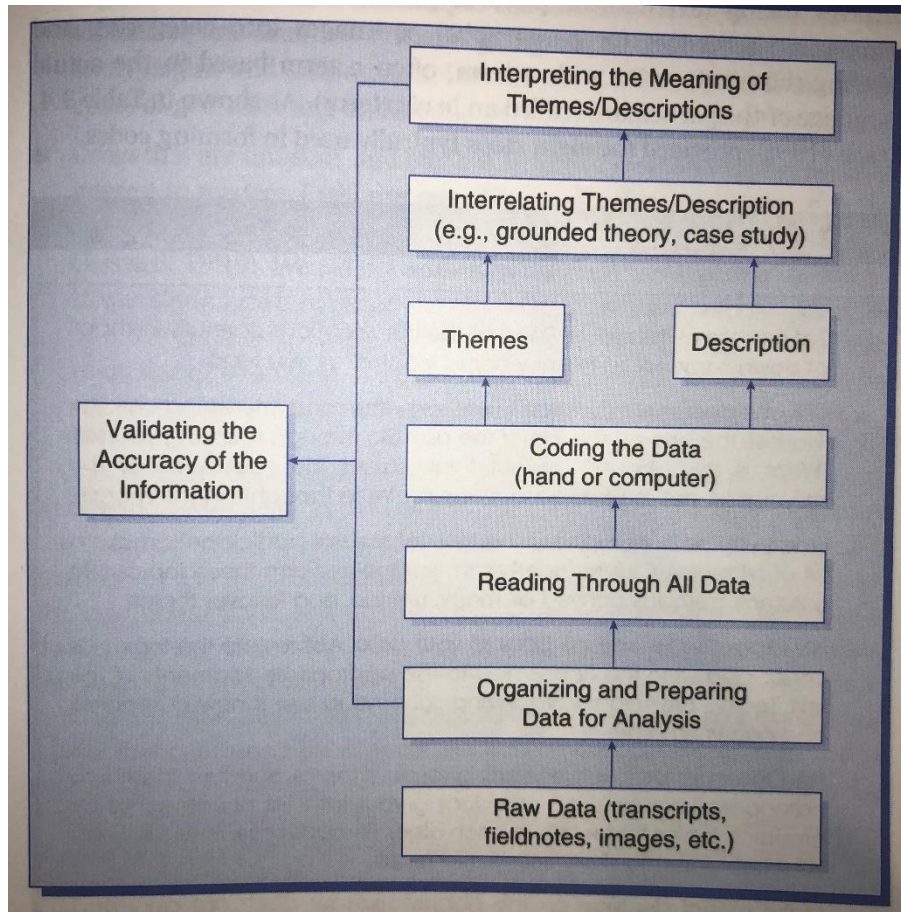 Interpreting the Meaning of
Themes/Descriptions
Interrelating Themes/Description
(e.g., grounded theory, case study)
Themes
Description
Validating the
Accuracy of the
Information
Coding the Data
(hand or computer)
Reading Through All Data
Organizing and Preparing
Data for Analysis
Raw Data (transcripts,
fieldnotes, images, etc.)